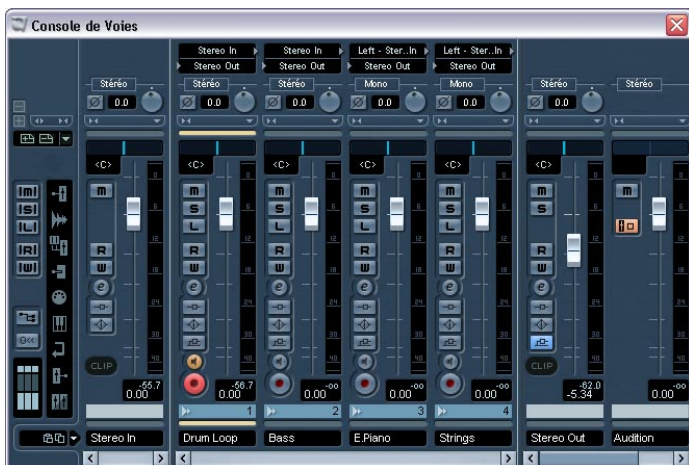 Console de Voies
Stereo In Stereo In Left - Ster..In Left - Ster..In
Stereo Out Stereo Out Stereo Out Stereo Out
Stéréo Stéréo Stéréo Mono Mono Stéréo Stéréo
0.0 0.0 0.0 0.0 0.0 0.0 0.0
<C> <C> <C> <C> <C> <C>
m m m m m m m
S S S S S
L L L L
R R R R R R
W W W W W W
e e e e e e
CLIP CLIP
-55.7 -56.7 -oo -oo -oo -62.0 -oo
0.00 0.00 0.00 0.00 0.00 -5.34 0.00
1 2 3 4
Stereo In Drum Loop Bass E.Piano Strings Stereo Out Audition